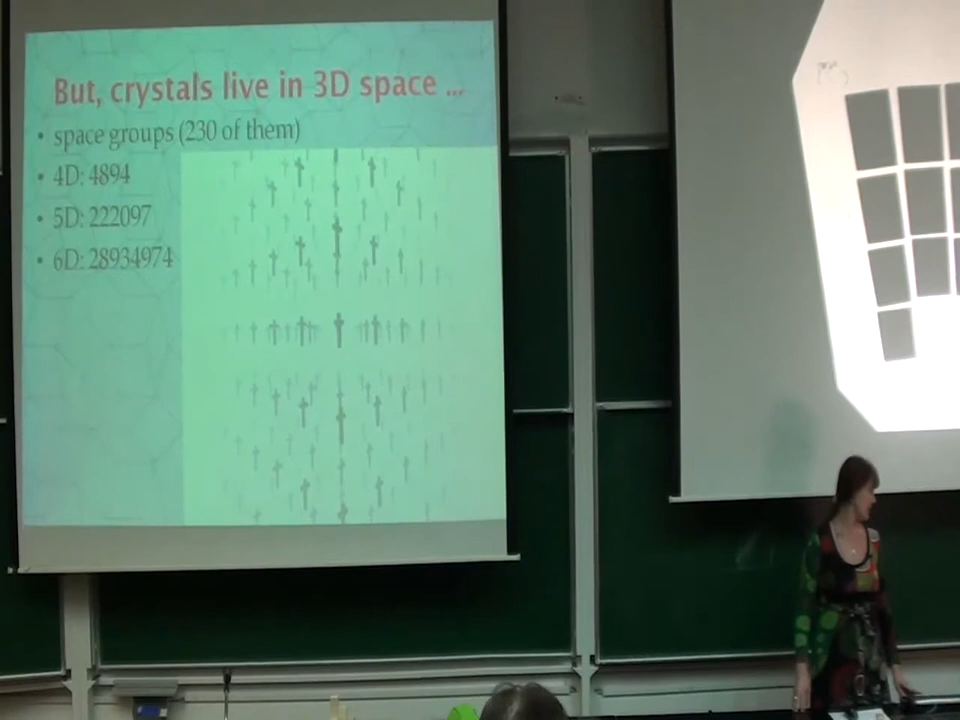 But, crystals live in 3D space ...
• space groups (230 of them)
• 4D: 4894
• 5D: 222097
• 6D: 28934974